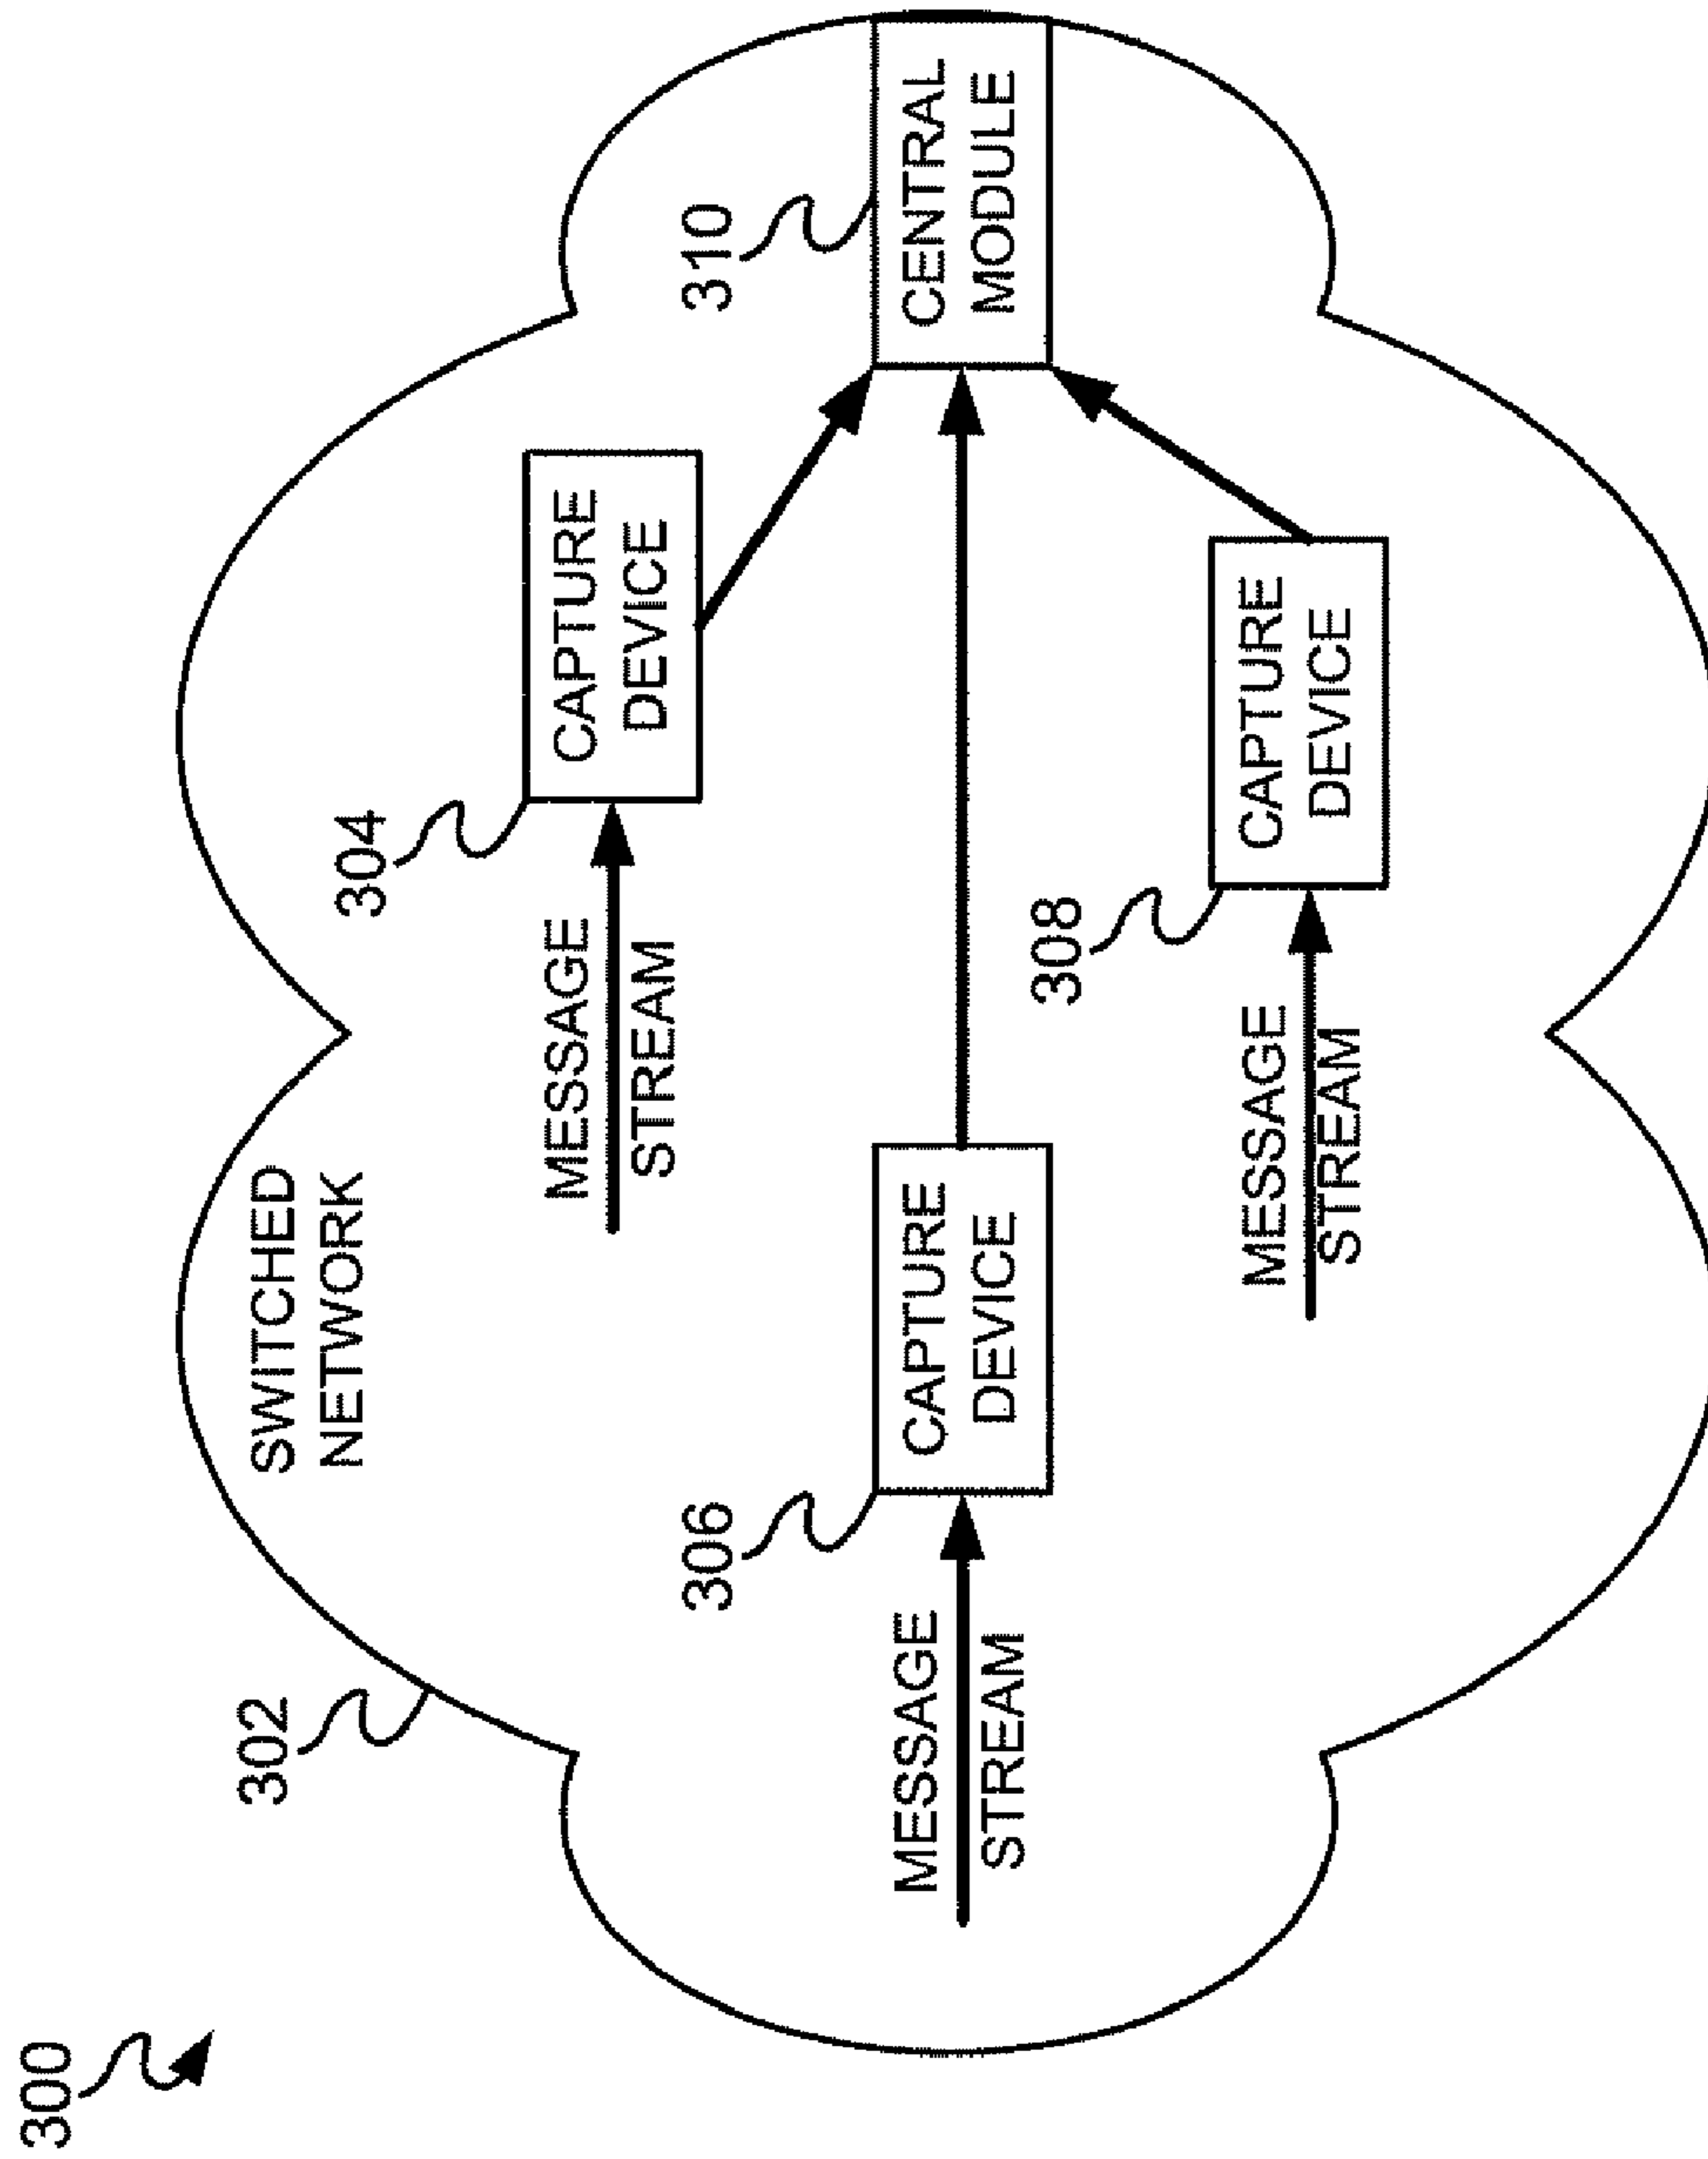 300
302
SWITCHED
NETWORK
304
MESSAGE
STREAM
CAPTURE
DEVICE
306
MESSAGE
STREAM
CAPTURE
DEVICE
310
CENTRAL
MODULE
308
MESSAGE
STREAM
CAPTURE
DEVICE